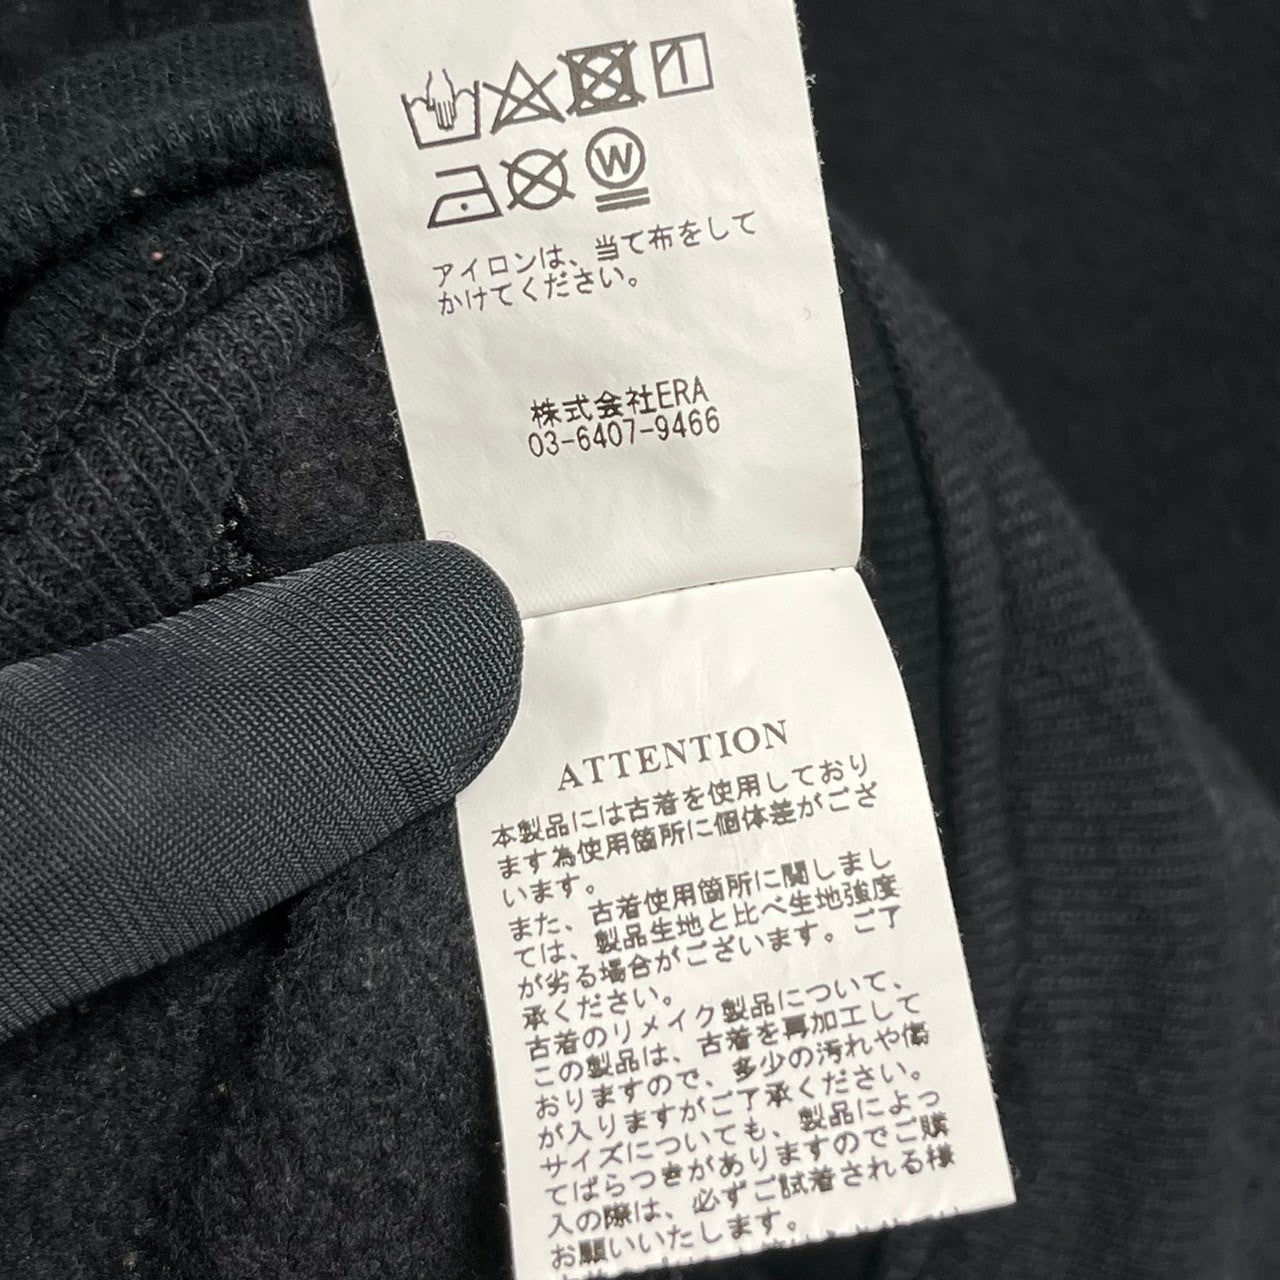 W
アイロンは、当て布をして
かけてください。
株式会社ERA
03-6407-9466
ATTENTION
本製品には古着を使用しており
ます為使用箇所に個体差がござ
います。
また、古着使用箇所に関しまし
ては、製品生地と比べ生地強度
が劣る場合がございます。ご了
承ください。
古着のリメイク製品について、
この製品は、古着を再加工して
おりますので、多少の汚れや傷
が入りますがご了承ください。
サイズについても、製品によっ
てばらつきがありますのでご購
入の際は、必ずご試着される様
お願いいたします。